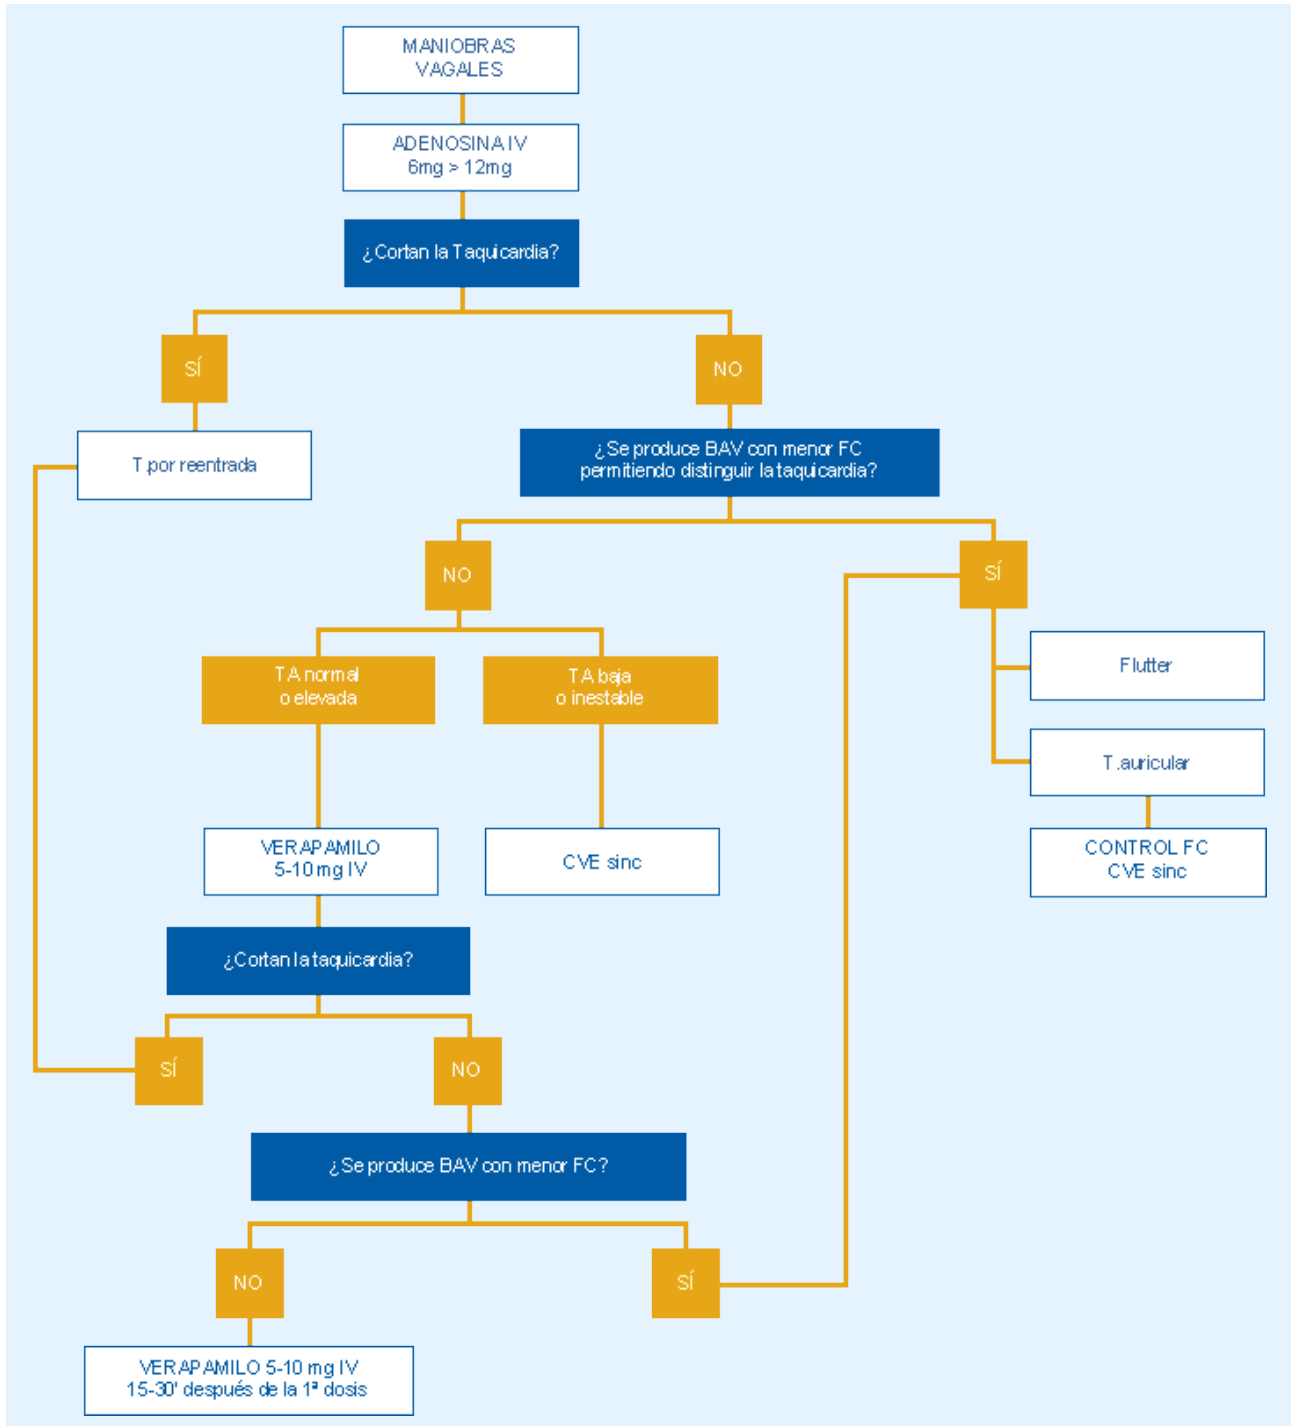 MANIOBRAS
VAGALES
ADENOSINA IV
6mg > 12mg
¿Cortan la Taquicardia?
SÍ
NO
T.por reentrada
¿Se produce BAV con menor FC
permitiendo distinguir la taquicardia?
NO
SÍ
TA normal
o elevada
TA baja
o inestable
Flutter
T.auricular
VERAPAMILO
5-10 mg IV
CVE sinc
CONTROL FC
CVE sinc
¿Cortan la taquicardia?
SÍ
NO
¿Se produce BAV con menor FC?
NO
SÍ
VERAPAMILO 5-10 mg IV
15-30' después de la 1ª dosis